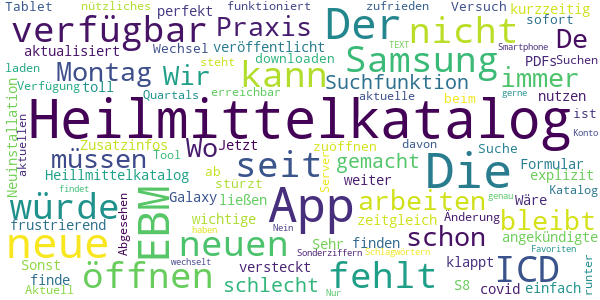 Tablet nützliches perfekt funktioniert zufrieden Versuch kurzzeitig
verfügbar Praxis Der nicht sofort De
aktualisiert Wechsel veröffentlicht TEXT Smartphone PDFs Suchen
laden Montag Wir kann downloaden Samsung immer
Verfügung toll Quartals steht erreichbar Suchfunktion aktuelle gerne nutzen
Neuinstallation aktuellen Heilmittelkatalog ist Konto
Zusatzinfos Wo Jetzt seit zuöffnen gemacht beim davon Suche Formular
müssen Tool Die explizit
Heillmittelkatalog ab stürzt Server weiter Wäre Katalog
findet würde EBM Galaxy App ließen arbeiten genau
frustrierend Abgesehen wichtige zeitgleich Änderung bleibt angekündigte
neue haben neuen Sehr finden schon klappt Favoriten
Sonst Nein versteckt Sonderziffern Schlagwörtern ICD
finde öffnen schlecht fehlt S8 einfach runter
Aktuell wechselt Nur covid